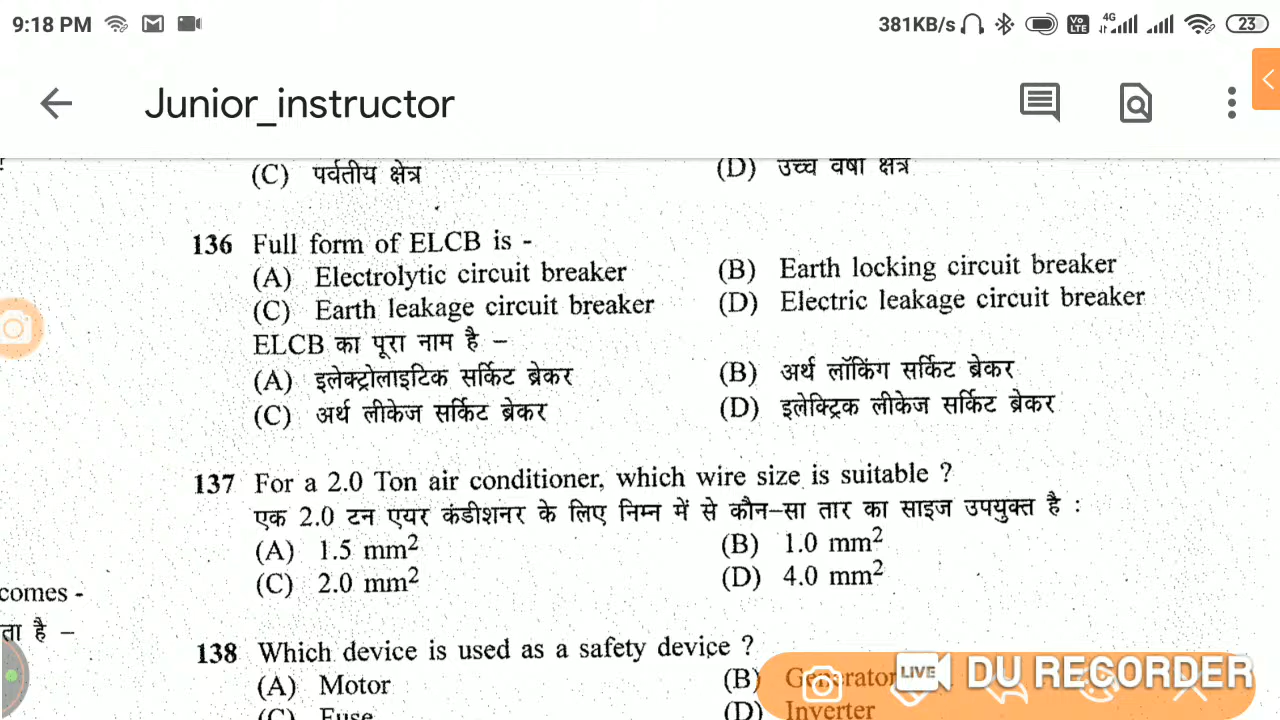 9:18 PM
381KB/s
Vo LTE
4G
23
Junior_instructor
(C) पर्वतीय क्षेत्र (D) उच्च वर्षा क्षेत्र
136 Full form of ELCB is -
(A) Electrolytic circuit breaker (B) Earth locking circuit breaker
(C) Earth leakage circuit breaker (D) Electric leakage circuit breaker
ELCB का पूरा नाम है –
(A) इलेक्ट्रोलाइटिक सर्किट ब्रेकर (B) अर्थ लॉकिंग सर्किट ब्रेकर
(C) अर्थ लीकेज सर्किट ब्रेकर (D) इलेक्ट्रिक लीकेज सर्किट ब्रेकर
137 For a 2.0 Ton air conditioner, which wire size is suitable ?
एक 2.0 टन एयर कंडीशनर के लिए निम्न में से कौन-सा तार का साइज उपयुक्त है :
(A) 1.5 mm² (B) 1.0 mm²
(C) 2.0 mm² (D) 4.0 mm²
comes -
ता है –
138 Which device is used as a safety device ?
(A) Motor (B) Generator
(C) Fuse (D) Inverter
LIVE DU RECORDER